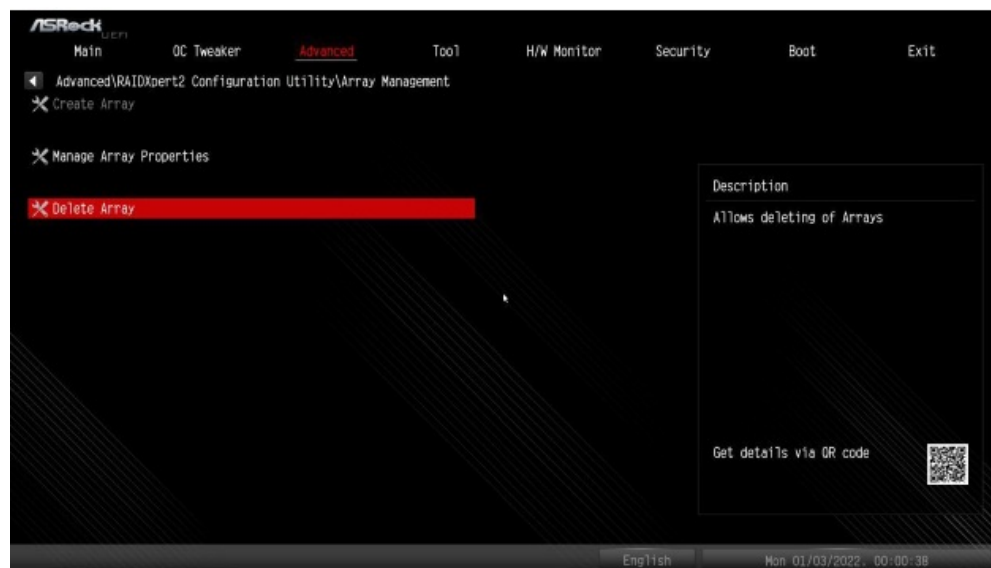 ASRock
UEFI
Main OC Tweaker Advanced Tool H/W Monitor Security Boot Exit
Advanced\RAIDXpert2 Configuration Utility\Array Management
Create Array
Manage Array Properties
Delete Array
Description
Allows deleting of Arrays
Get details via QR code
English Mon 01/03/2022. 00:00:38